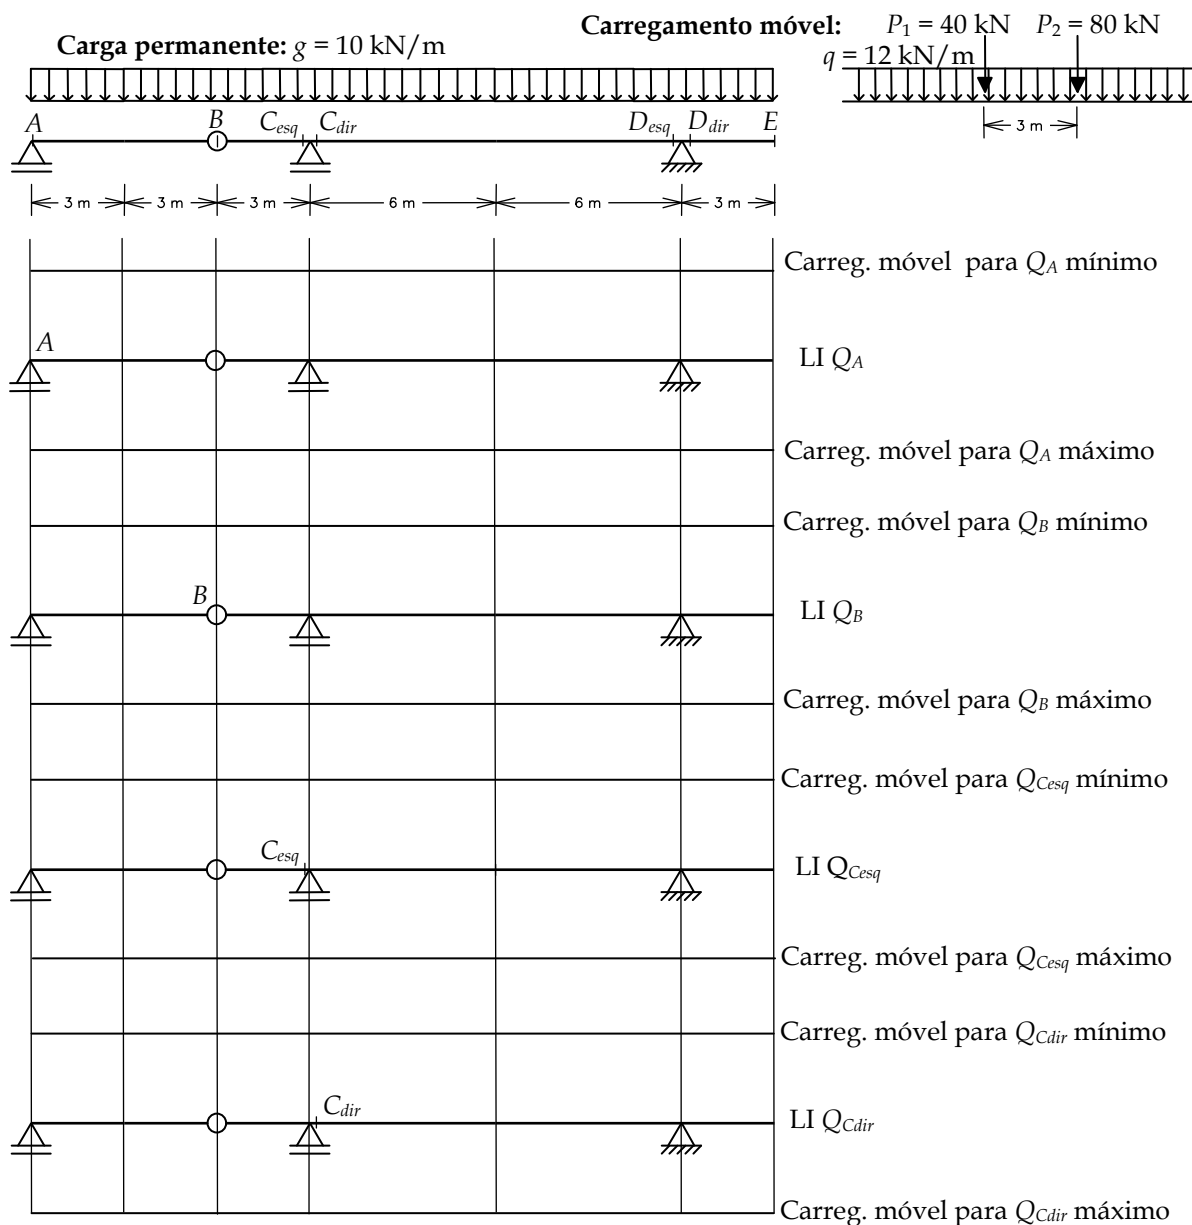 Carregamento móvel: P1 = 40 kN P2 = 80 kN
Carga permanente: g = 10 kN/m
q = 12 kN/m
A B Cesq Cdir Desq Ddir E
3 m
3 m 3 m 3 m 6 m 6 m 3 m
Carreg. móvel para QA mínimo
A
LI QA
Carreg. móvel para QA máximo
Carreg. móvel para QB mínimo
B
LI QB
Carreg. móvel para QB máximo
Carreg. móvel para QCesq mínimo
Cesq
LI QCesq
Carreg. móvel para QCesq máximo
Carreg. móvel para QCdir mínimo
Cdir
LI QCdir
Carreg. móvel para QCdir máximo